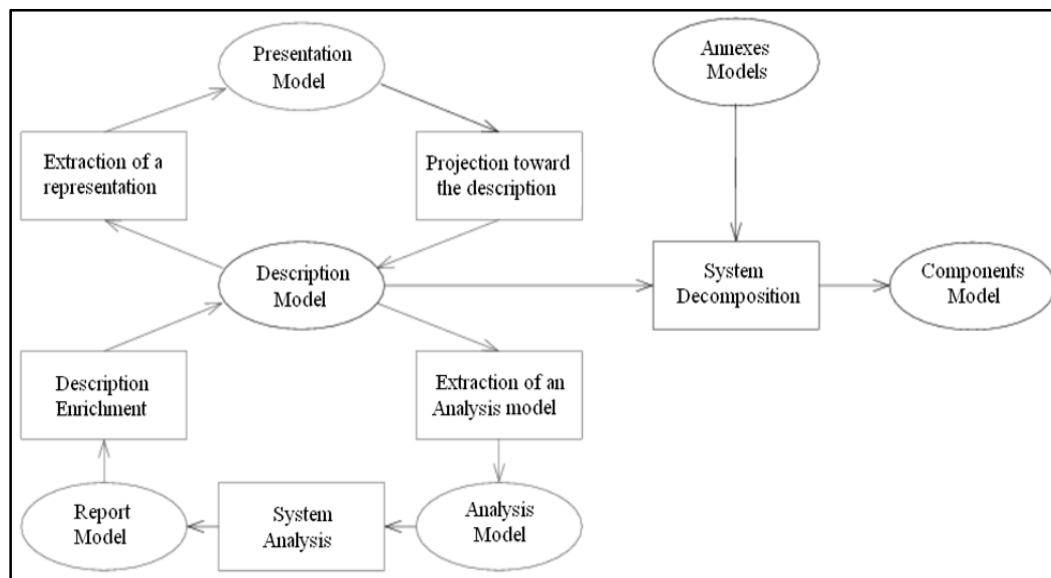 Presentation
Model
Annexes
Models
Extraction of a
representation
Projection toward
the description
Description
Model
System
Decomposition
Components
Model
Description
Enrichment
Extraction of an
Analysis model
Report
Model
System
Analysis
Analysis
Model